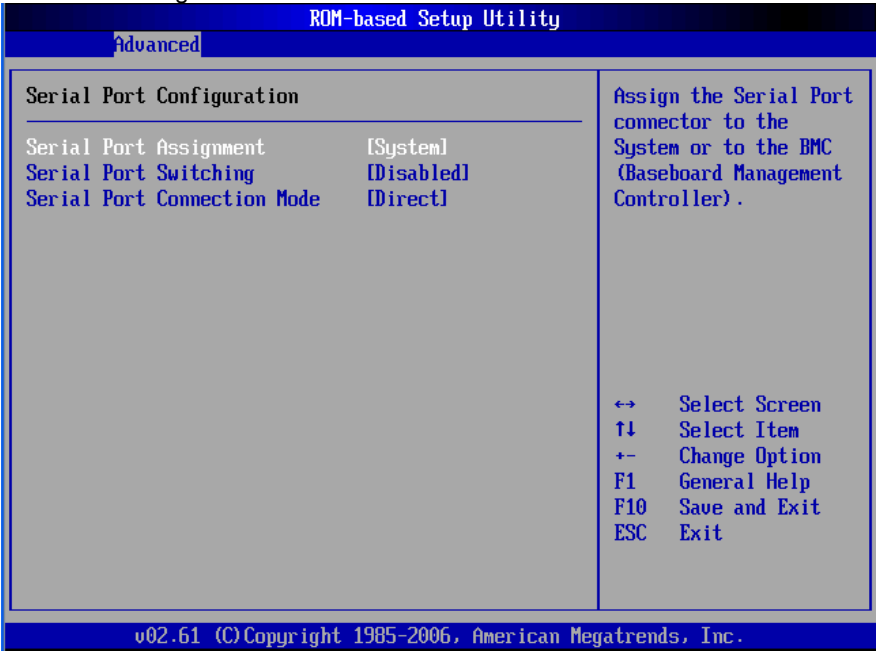 ROM-based Setup Utility
Advanced
Serial Port Configuration
Serial Port Assignment [System]
Serial Port Switching [Disabled]
Serial Port Connection Mode [Direct]
Assign the Serial Port
connector to the
System or to the BMC
(Baseboard Management
Controller).
↔ Select Screen
↑↓ Select Item
+- Change Option
F1 General Help
F10 Save and Exit
ESC Exit
v02.61 (C)Copyright 1985-2006, American Megatrends, Inc.